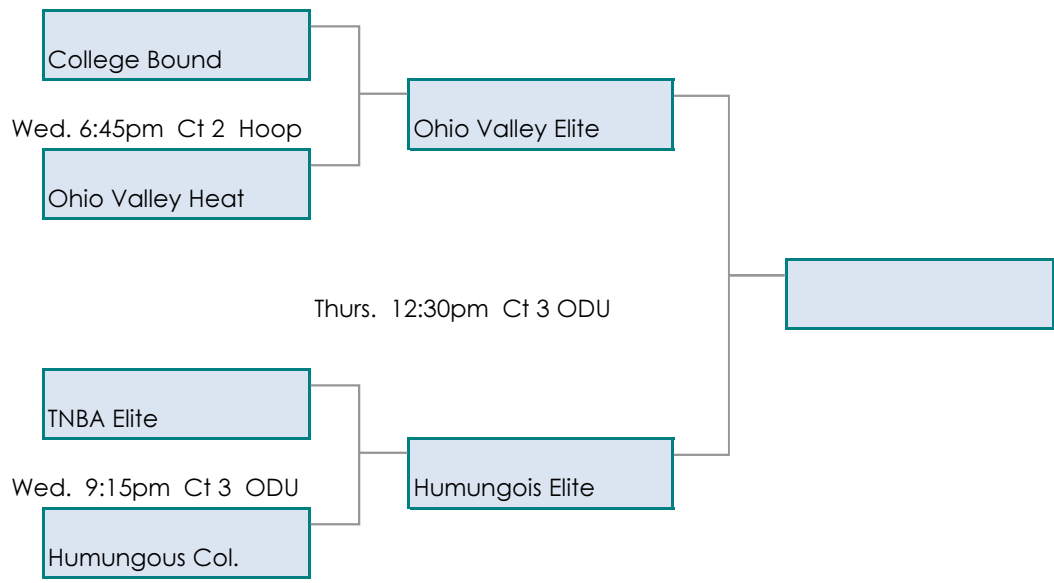 College Bound
Wed. 6:45pm  Ct 2  Hoop
Ohio Valley Elite
Ohio Valley Heat
Thurs.  12:30pm  Ct 3 ODU
TNBA Elite
Wed.  9:15pm  Ct 3  ODU
Humungois Elite
Humungous Col.